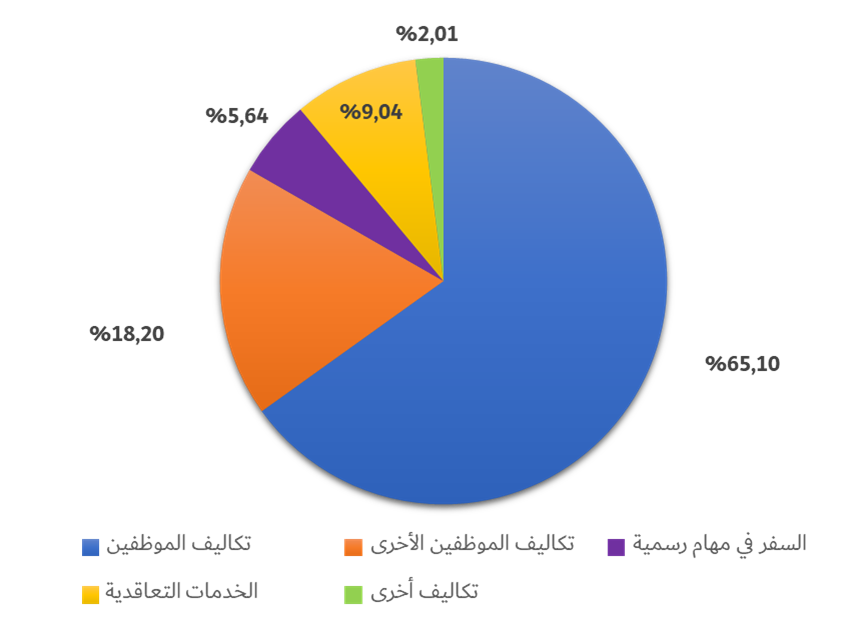 %2,01
%9,04
%5,64
%18,20
%65,10
السفر في مهام رسمية
تكاليف الموظفين الأخرى
تكاليف الموظفين
تكاليف أخرى
الخدمات التعاقدية